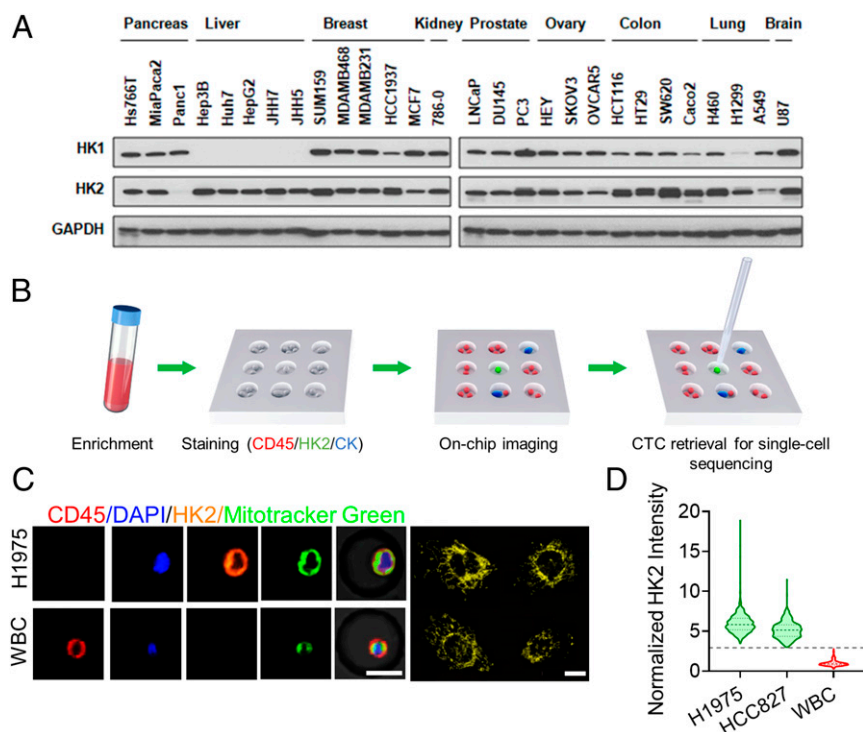 A
Pancreas Liver Breast Kidney Prostate Ovary Colon Lung Brain
Hs766T MiaPaca2 Panc1 Hep3B Huh7 HepG2 JHH7 JHH5 SUM159 MDAMB468 MDAMB231 HCC1937 MCF7 786-0 LNCaP DU145 PC3 HEY SKOV3 OVCAR5 HCT116 HT29 SW620 Caco2 H460 H1299 A549 U87
HK1
HK2
GAPDH
B
Enrichment Staining (CD45/HK2/CK) On-chip imaging CTC retrieval for single-cell
sequencing
C
CD45/DAPI/HK2/Mitotracker Green
H1975
WBC
D
Normalized HK2 Intensity
20
15
10
5
0
H1975 HCC827 WBC